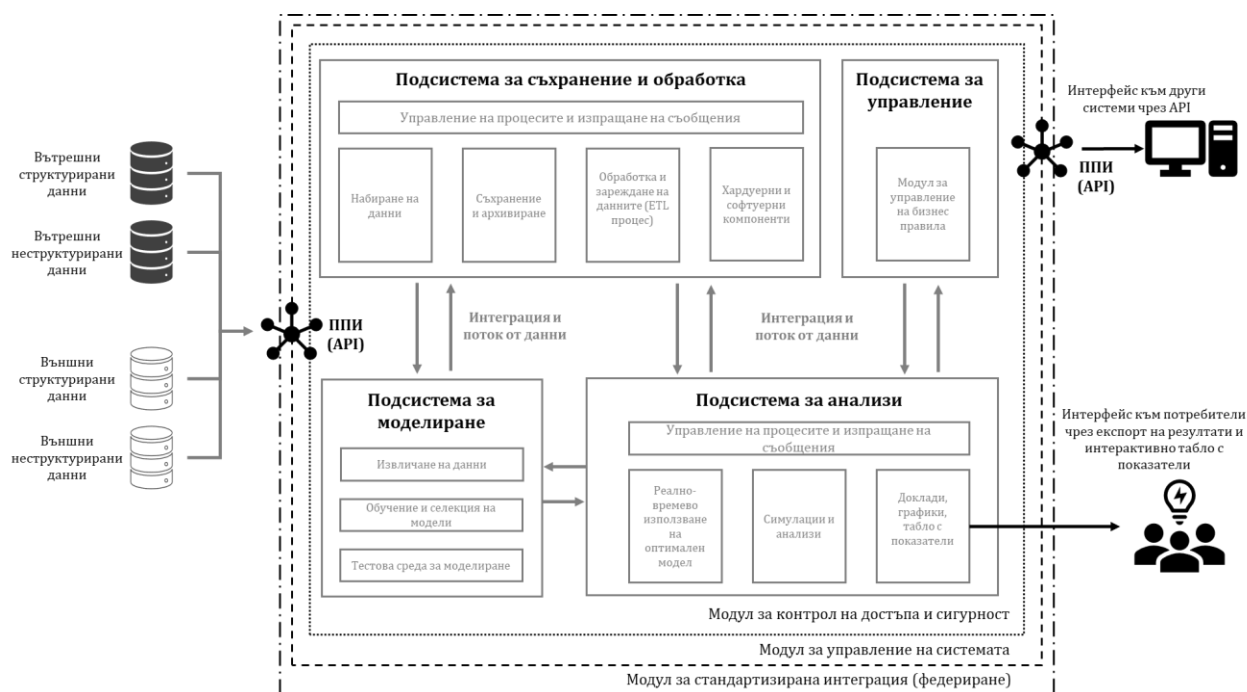 Вътрешни
структурирани
данни
Вътрешни
неструктурирани
данни
Външни
структурирани
данни
Външни
неструктурирани
данни
ППИ
(API)
Подсистема за съхранение и обработка
Управление на процесите и изпращане на съобщения
Набиране на
данни
Съхранение
и архивиране
Обработка и
зареждане на
данните (ETL
процес)
Хардуерни и
софтуерни
компоненти
Подсистема за
управление
Модул за
управление
на бизнес
правила
Интеграция и
поток от данни
Интеграция и
поток от данни
Подсистема за
моделиране
Извличане на данни
Обучение и селекция на
модели
Тестова среда за моделиране
Подсистема за анализи
Управление на процесите и изпращане на
съобщения
Реално-
времево
използване
на
оптимален
модел
Симулации и
анализи
Доклади,
графики,
табло с
показатели
Модул за контрол на достъпа и сигурност
Модул за управление на системата
Модул за стандартизирана интеграция (федериране)
Интерфейс към други
системи чрез API
ППИ
(API)
Интерфейс към потребители
чрез експорт на резултати и
интерактивно табло с
показатели